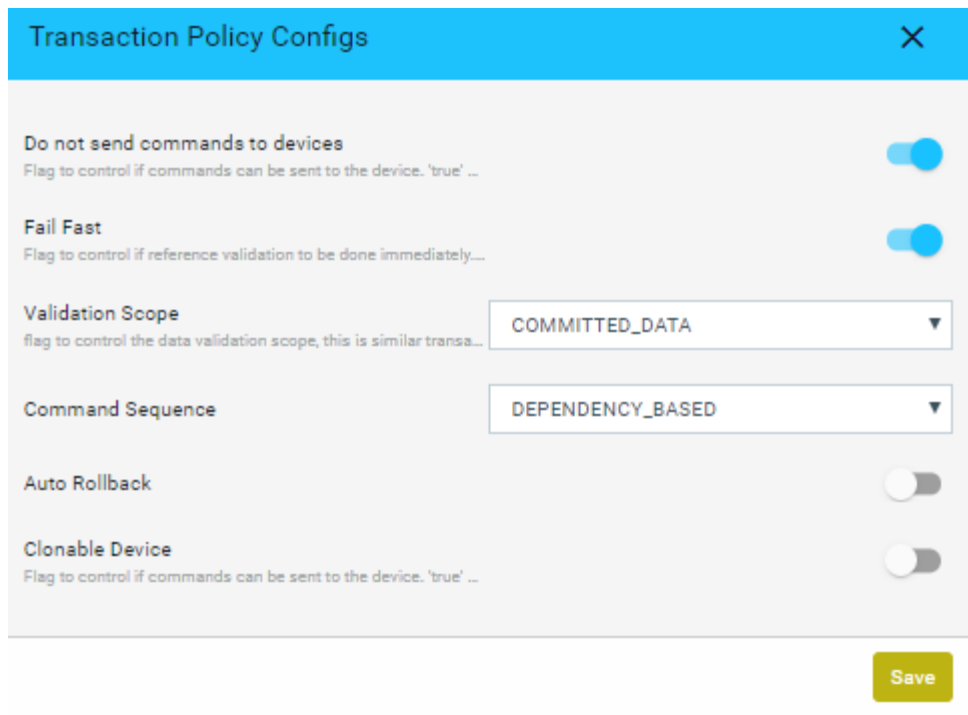 Transaction Policy Configs
Do not send commands to devices
Flag to control if commands can be sent to the device. 'true' ...
Fail Fast
Flag to control if reference validation to be done immediately....
Validation Scope
flag to control the data validation scope, this is similar transa...
COMMITTED_DATA
Command Sequence
DEPENDENCY_BASED
Auto Rollback
Clonable Device
Flag to control if commands can be sent to the device. 'true' ...
Save